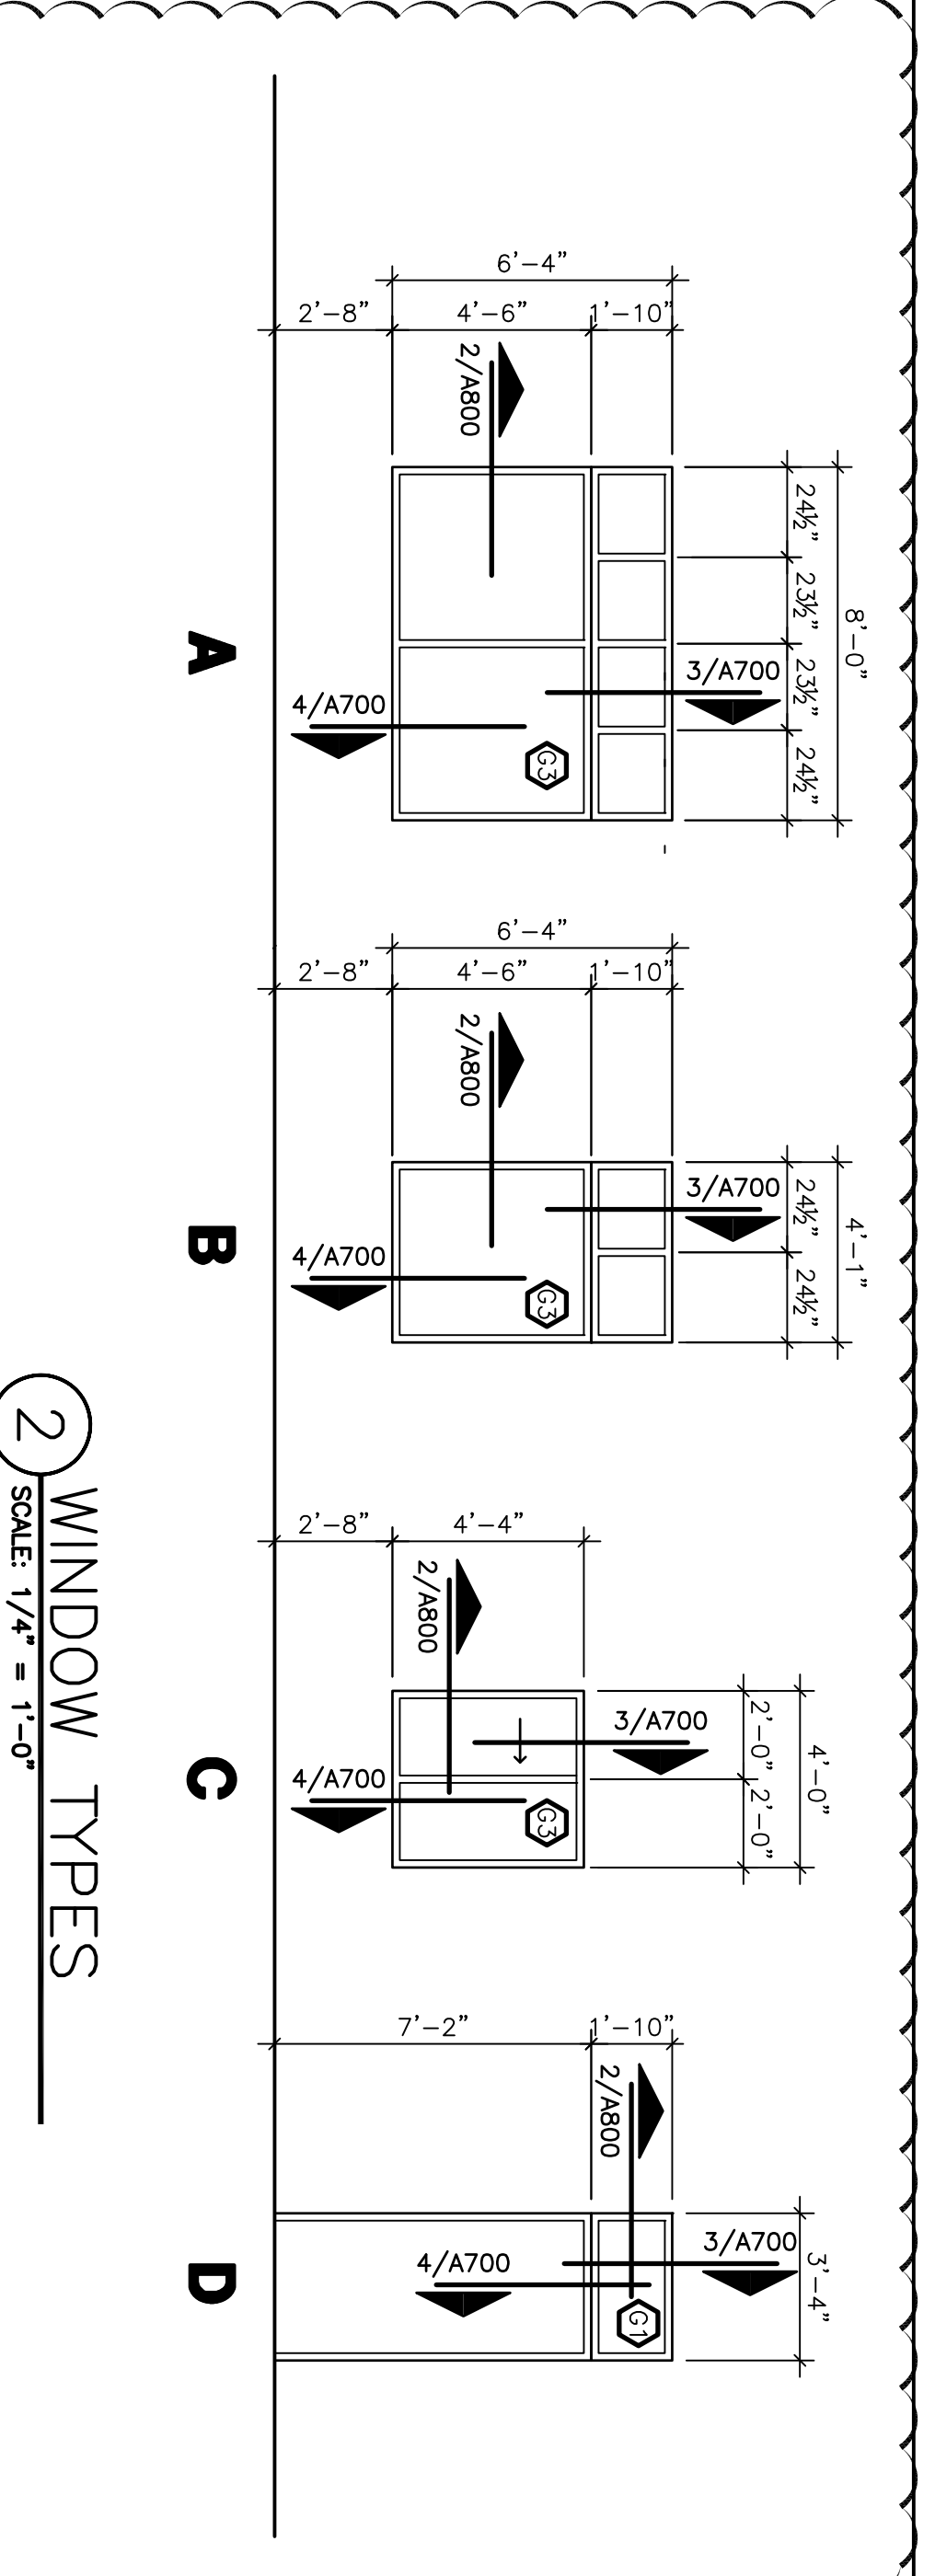 8'-0"
24½" 23½" 23½" 24½"
3/A700
6'-4"
1'-10"
4'-6"
2'-8"
2/A800
G3
4/A700
A
4'-1"
24½" 24½"
3/A700
6'-4"
1'-10"
4'-6"
2'-8"
2/A800
G3
4/A700
B
4'-0"
2'-0" 2'-0"
3/A700
4'-4"
2'-8"
2/A800
G3
4/A700
C
3'-4"
3/A700
1'-10"
7'-2"
2/A800
G1
4/A700
D
2 WINDOW TYPES
SCALE: 1/4" = 1'-0"